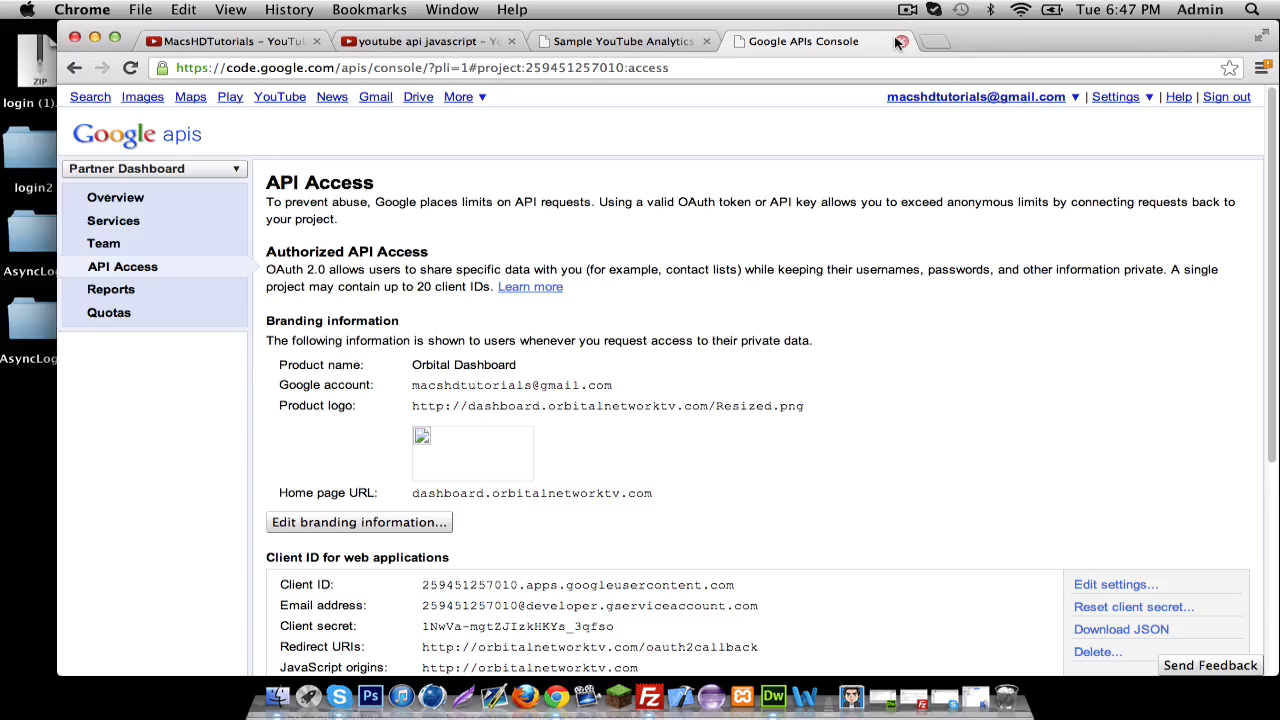 Chrome File Edit View History Bookmarks Window Help Tue 6:47 PM Admin
MacsHDTutorials – YouTu youtube api javascript – Yo Sample YouTube Analytics Google APIs Console
https://code.google.com/apis/console/?pli=1#project:259451257010:access
ZIP
login (1)
login2
AsyncLog
AsyncLog
Search Images Maps Play YouTube News Gmail Drive More ▼ macshdtutorials@gmail.com ▼ | Settings ▼ | Help | Sign out
Google apis
Partner Dashboard ▼
Overview
Services
Team
API Access
Reports
Quotas
API Access
To prevent abuse, Google places limits on API requests. Using a valid OAuth token or API key allows you to exceed anonymous limits by connecting requests back to
your project.
Authorized API Access
OAuth 2.0 allows users to share specific data with you (for example, contact lists) while keeping their usernames, passwords, and other information private. A single
project may contain up to 20 client IDs. Learn more
Branding information
The following information is shown to users whenever you request access to their private data.
Product name: Orbital Dashboard
Google account: macshdtutorials@gmail.com
Product logo: http://dashboard.orbitalnetworktv.com/Resized.png
Home page URL: dashboard.orbitalnetworktv.com
Edit branding information...
Client ID for web applications
Client ID: 259451257010.apps.googleusercontent.com
Email address: 259451257010@developer.gserviceaccount.com
Client secret: 1NwVa-mgtZJIzkHKYs_3qfso
Redirect URIs: http://orbitalnetworktv.com/oauth2callback
JavaScript origins: http://orbitalnetworktv.com
Edit settings...
Reset client secret...
Download JSON
Delete...
Send Feedback
Ps Fz Dw W